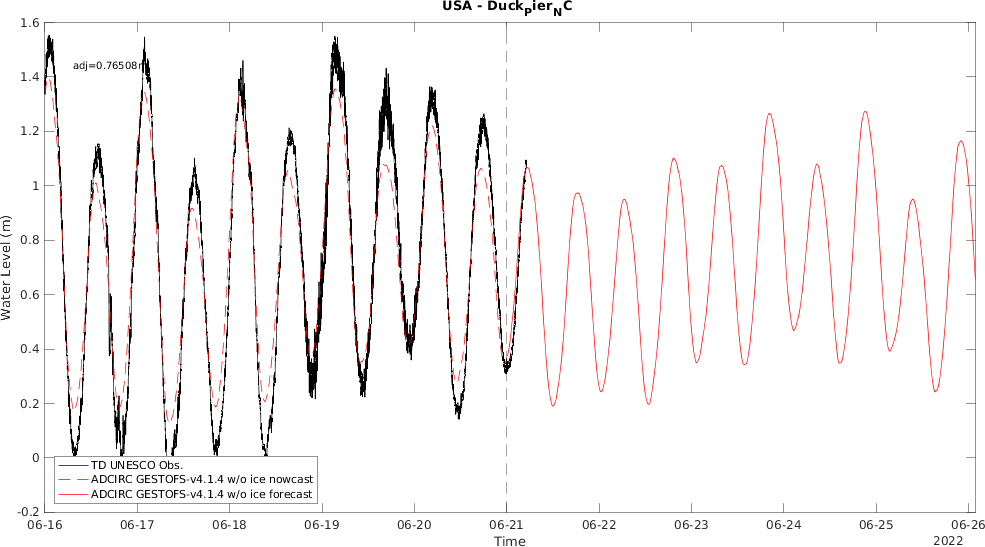 USA - DuckPierNC
1.6
1.4
1.2
1
0.8
0.6
0.4
0.2
0
-0.2
Water Level (m)
adj=0.76508m
TD UNESCO Obs.
ADCIRC GESTOFS-v4.1.4 w/o ice nowcast
ADCIRC GESTOFS-v4.1.4 w/o ice forecast
06-16 06-17 06-18 06-19 06-20 06-21 06-22 06-23 06-24 06-25 06-26
Time
2022